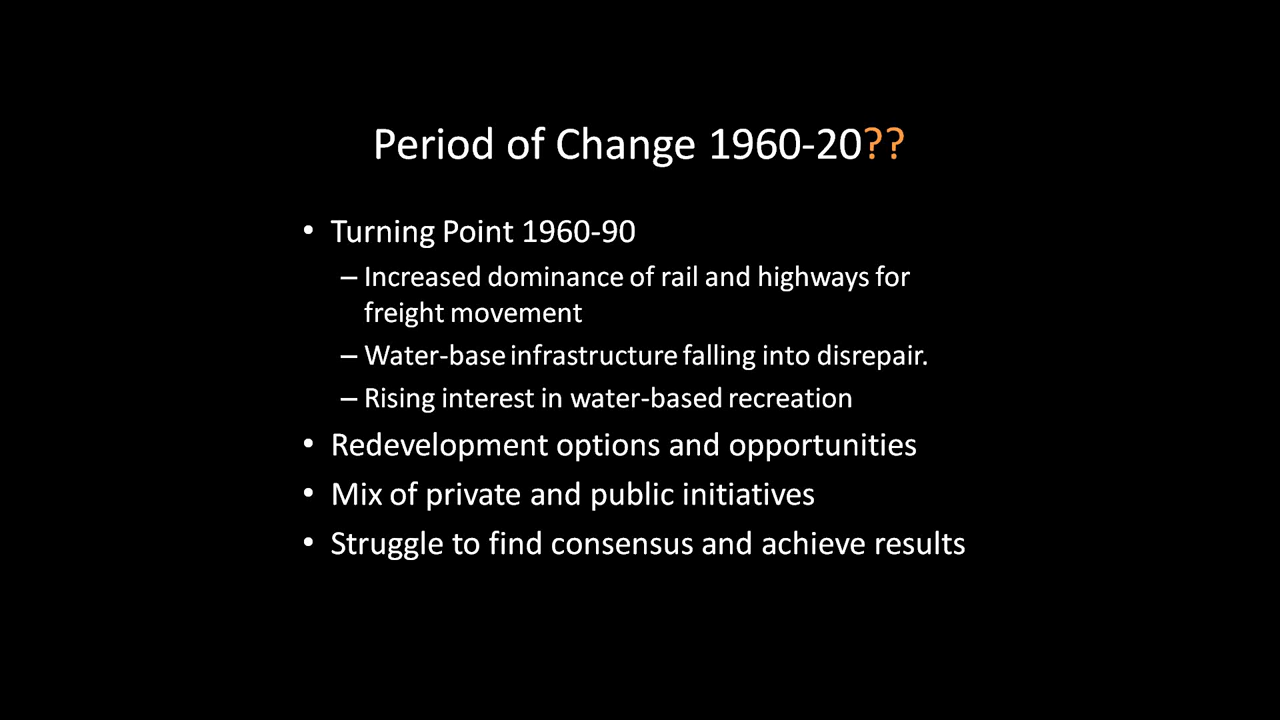 Period of Change 1960-20??
• Turning Point 1960-90
– Increased dominance of rail and highways for
freight movement
– Water-base infrastructure falling into disrepair.
– Rising interest in water-based recreation
• Redevelopment options and opportunities
• Mix of private and public initiatives
• Struggle to find consensus and achieve results